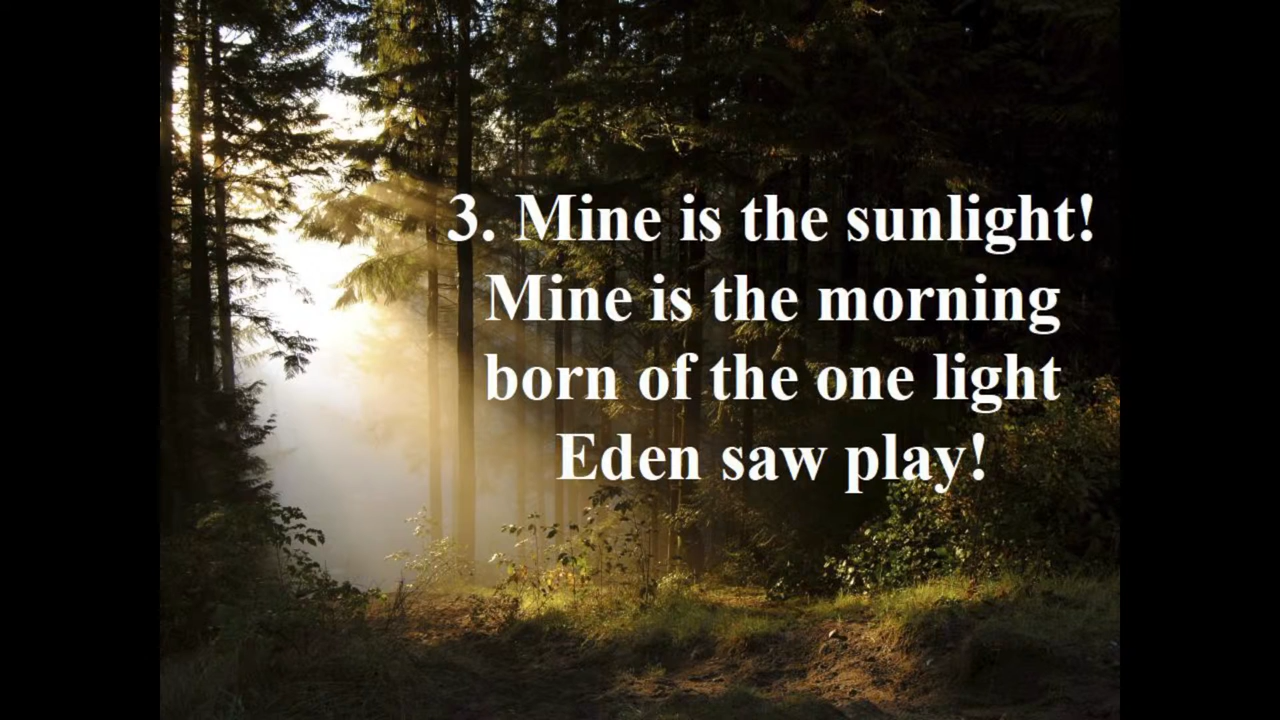 3. Mine is the sunlight!
Mine is the morning
born of the one light
Eden saw play!